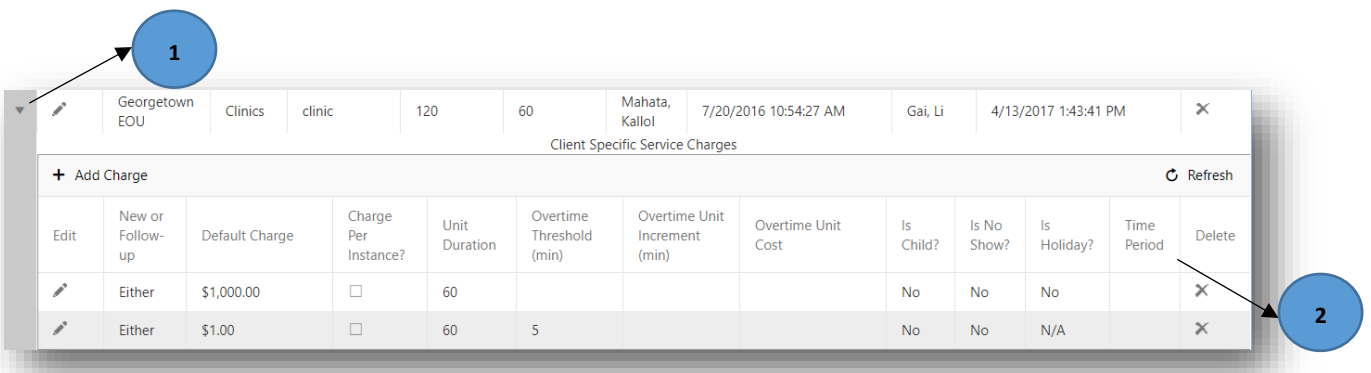 1
Georgetown EOU Clinics clinic 120 60 Mahata, Kallol 7/20/2016 10:54:27 AM Gai, Li 4/13/2017 1:43:41 PM
Client Specific Service Charges
+ Add Charge Refresh
Edit New or Follow-up Default Charge Charge Per Instance? Unit Duration Overtime Threshold (min) Overtime Unit Increment (min) Overtime Unit Cost Is Child? Is No Show? Is Holiday? Time Period Delete
Either $1,000.00 60 No No No
Either $1.00 60 5 No No N/A
2